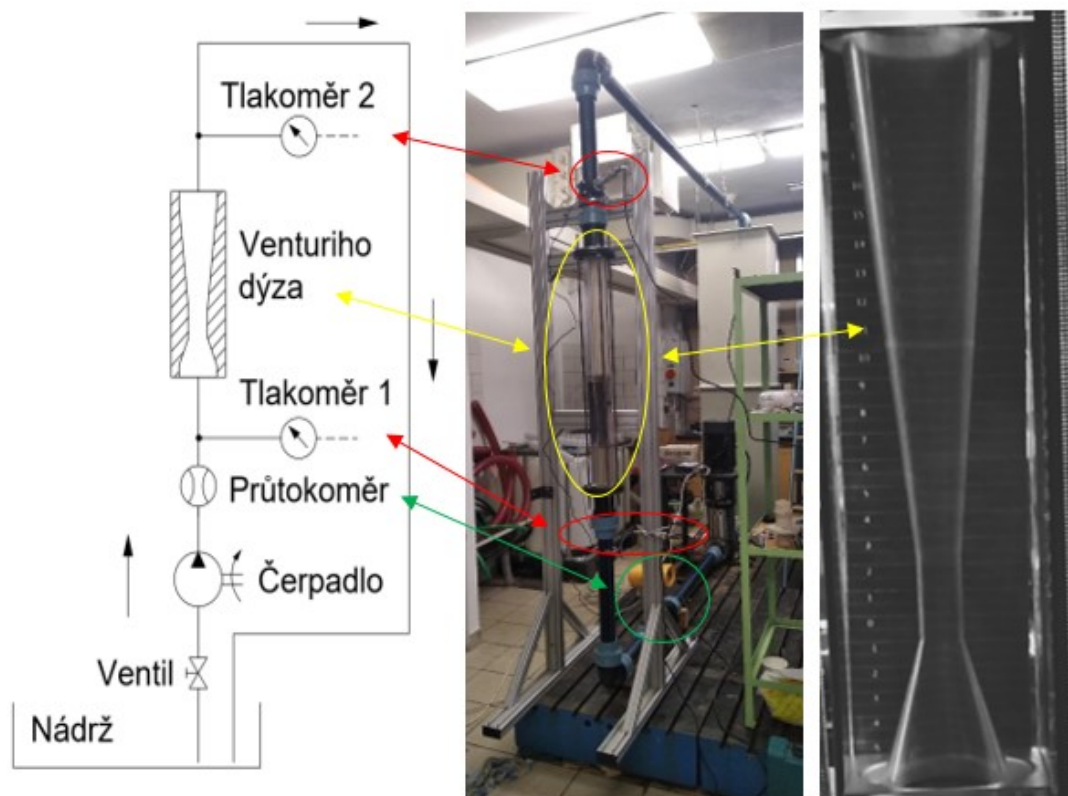 Tlakoměr 2
Venturiho
dýza
Tlakoměr 1
Průtokoměr
Čerpadlo
Ventil
Nádrž